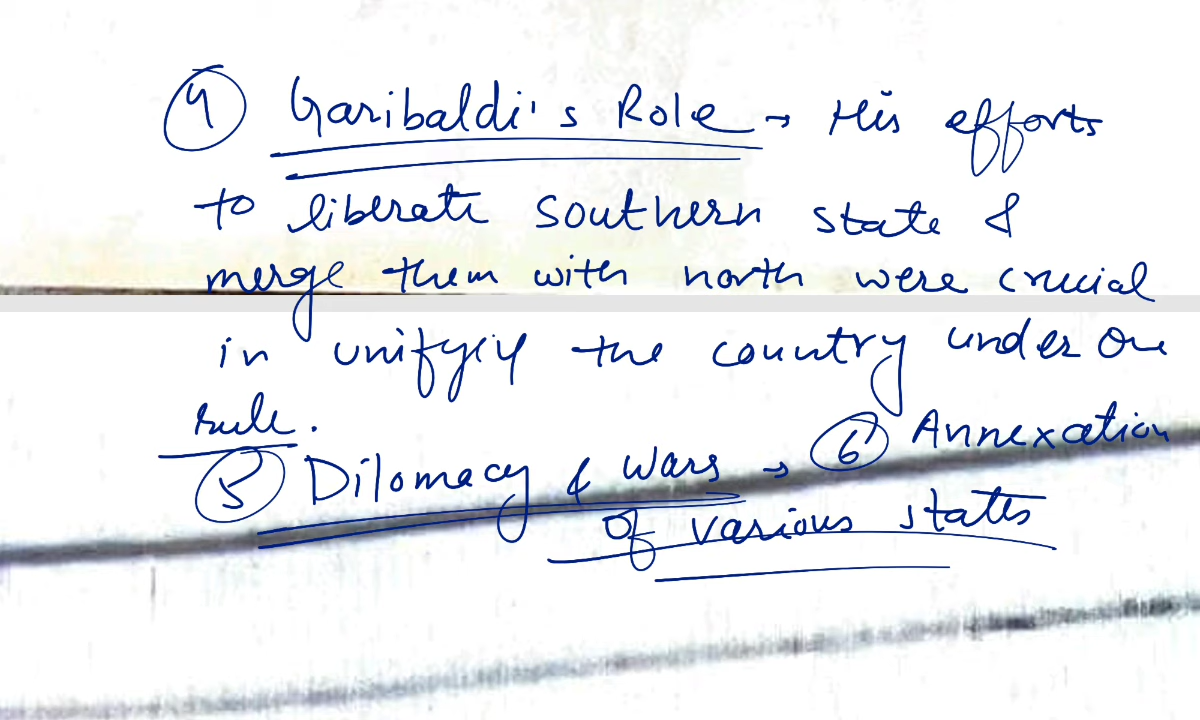 ④ Garibaldi's Role → His efforts
to liberate southern state &
merge them with north were crucial
in unifyiy the country under one
rule.
⑤ Dilomacy & Wars → ⑥ Annexation
of various states